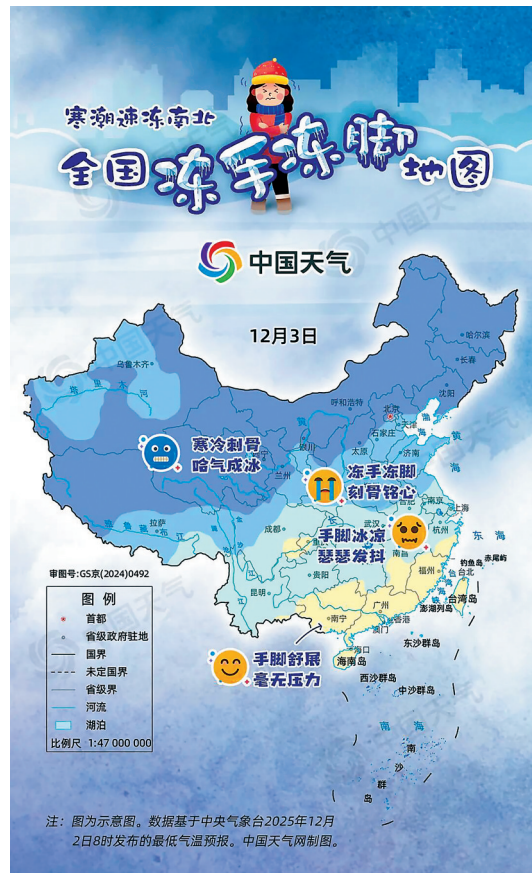 寒潮速冻南北
全国冻手冻脚地图
中国天气
12月3日
哈尔滨
长春
乌鲁木齐
沈阳
塔里木河
呼和浩特
北京
天津
渤海
黄
银川
石家庄
太原
济南
黄海
寒冷刺骨
哈气成冰
兰州
冻手冻脚
刻骨铭心
合肥
南京
上海
雅鲁藏布江
拉萨
成都
武汉
杭州
手脚冰凉
瑟瑟发抖
东海
南昌
钓鱼岛
赤尾屿
福州
台北
贵阳
台湾岛
昆明
澎湖列岛
广州
南宁
香港
澳门
东沙群岛
海口
海南岛
手脚舒展
毫无压力
西沙群岛
中沙群岛
南海
南沙群岛
审图号:GS京(2024)0492
图 例
首都
省级政府驻地
国界
未定国界
省级界
河流
湖泊
比例尺 1:47 000 000
注：图为示意图。数据基于中央气象台2025年12月
2日8时发布的最低气温预报。中国天气网制图。